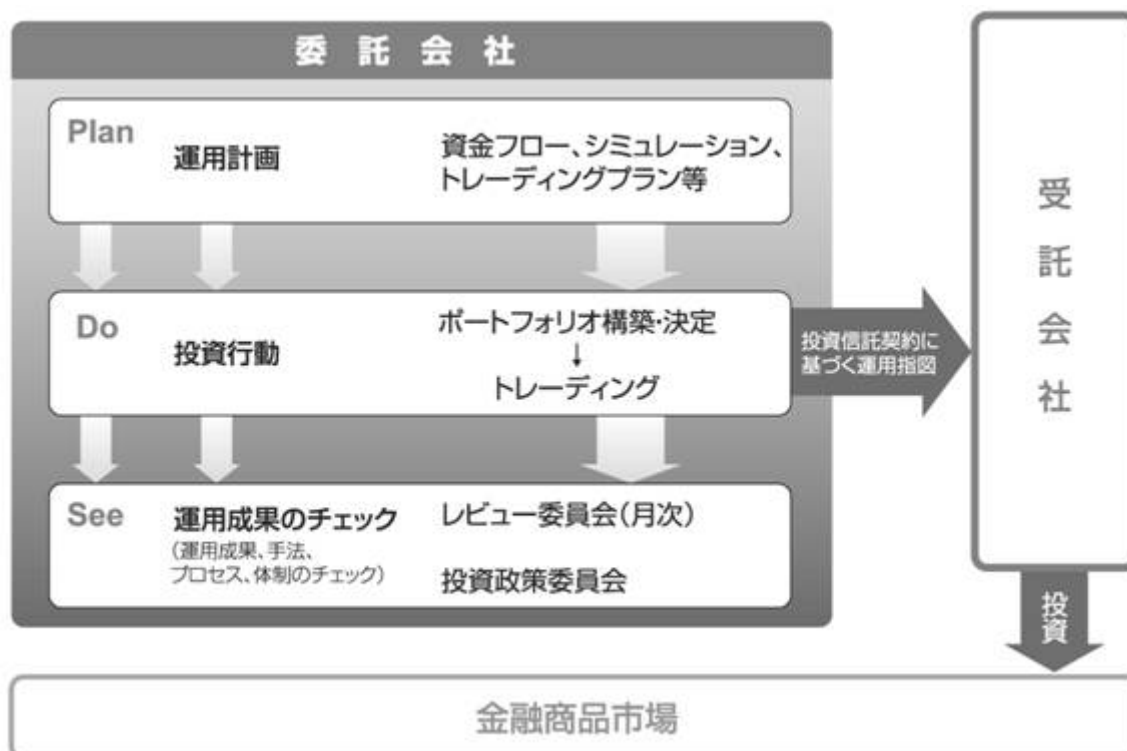 委託会社
Plan
運用計画
資金フロー、シミュレーション、
トレーディングプラン等
Do
投資行動
ポートフォリオ構築・決定
↓
トレーディング
投資信託契約に
基づく運用指図
See
運用成果のチェック
(運用成果、手法、
プロセス、体制のチェック)
レビュー委員会(月次)
投資政策委員会
受託会社
投資
金融商品市場